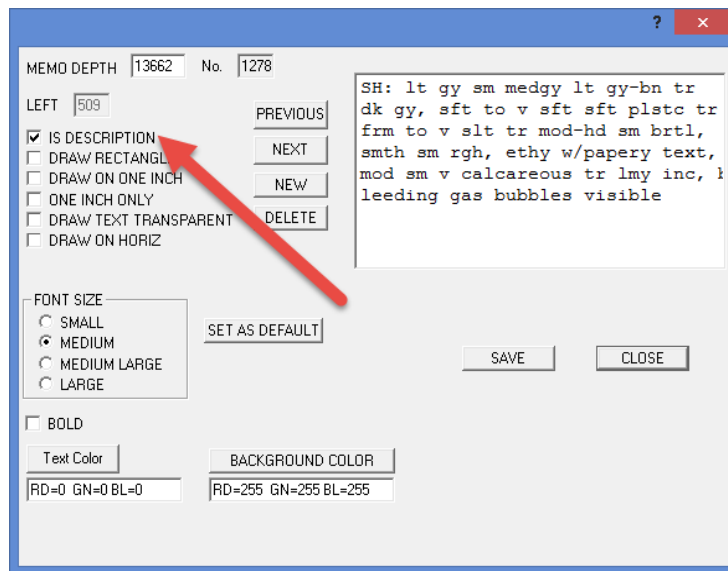 ?
MEMO DEPTH 13662 No. 1278
LEFT 509
IS DESCRIPTION
DRAW RECTANGL
DRAW ON ONE INCH
ONE INCH ONLY
DRAW TEXT TRANSPARENT
DRAW ON HORIZ
PREVIOUS
NEXT
NEW
DELETE
SH: lt gy sm medgy lt gy-bn tr
dk gy, sft to v sft sft plstc tr
frm to v slt tr mod-hd sm brtl,
smth sm rgh, ethy w/papery text,
mod sm v calcareous tr lmy inc,
leeding gas bubbles visible
FONT SIZE
SMALL
MEDIUM
MEDIUM LARGE
LARGE
SET AS DEFAULT
SAVE
CLOSE
BOLD
Text Color
BACKGROUND COLOR
RD=0 GN=0 BL=0
RD=255 GN=255 BL=255